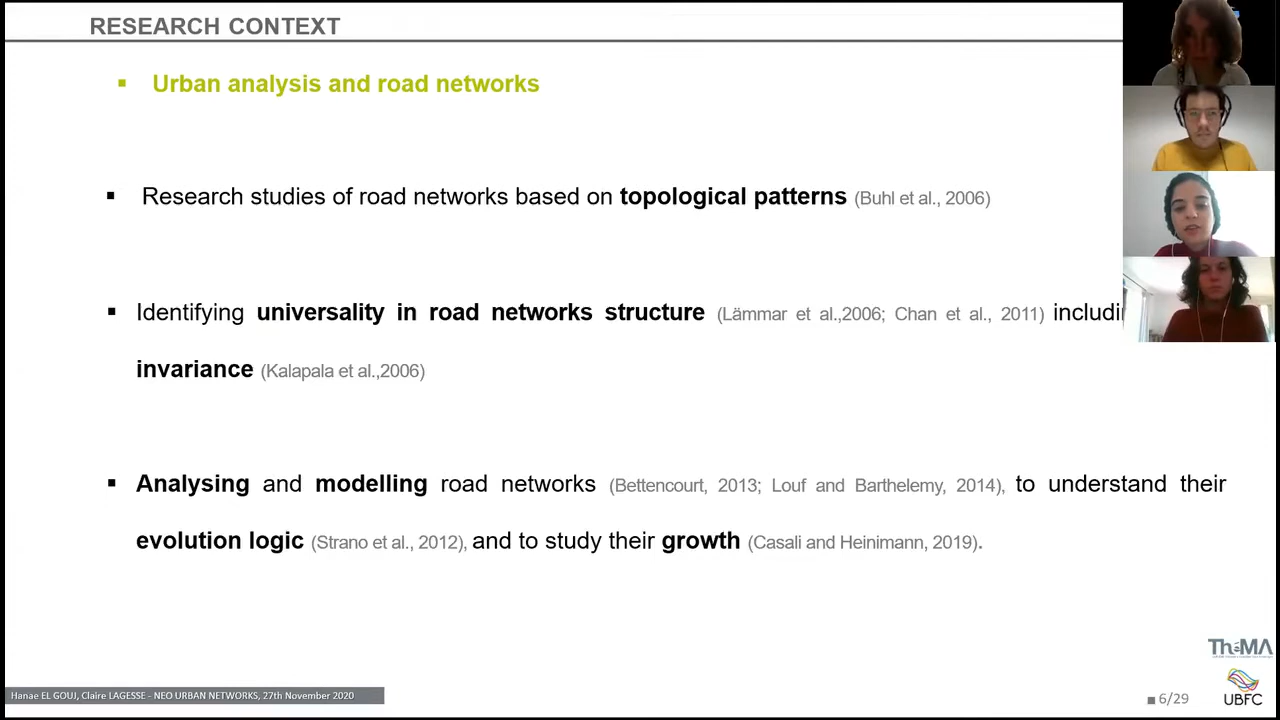 RESEARCH CONTEXT
▪ Urban analysis and road networks
▪ Research studies of road networks based on topological patterns (Buhl et al., 2006)
▪ Identifying universality in road networks structure (Lämmar et al.,2006; Chan et al., 2011)
invariance (Kalapala et al.,2006)
▪ Analysing and modelling road networks (Bettencourt, 2013; Louf and Barthelemy, 2014), to understand their
evolution logic (Strano et al., 2012), and to study their growth (Casali and Heinimann, 2019).
Hanae EL GOUJ, Claire LAGESSE - NEO URBAN NETWORKS, 27th November 2020
6/29
ThéMA
UBFC